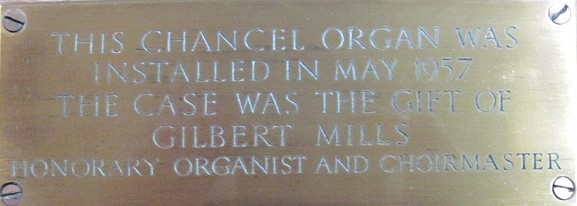 THIS CHANCEL ORGAN WAS
INSTALLED IN MAY 1957
THE CASE WAS THE GIFT OF
GILBERT MILLS
HONORARY ORGANIST AND CHOIRMASTER